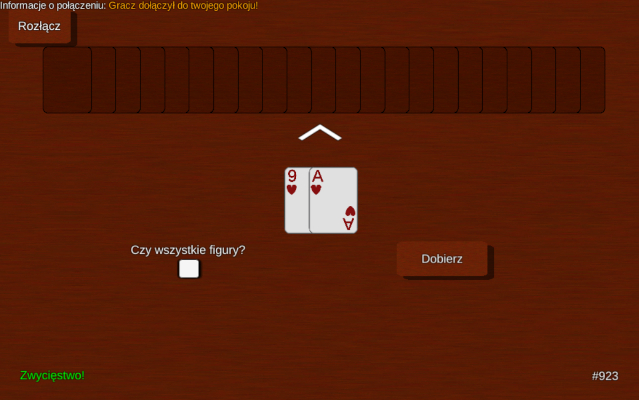 Informacje o połączeniu: Gracz dołączył do twojego pokoju!
Rozłącz
9 A
A
Czy wszystkie figury?
Dobierz
Zwycięstwo!
#923